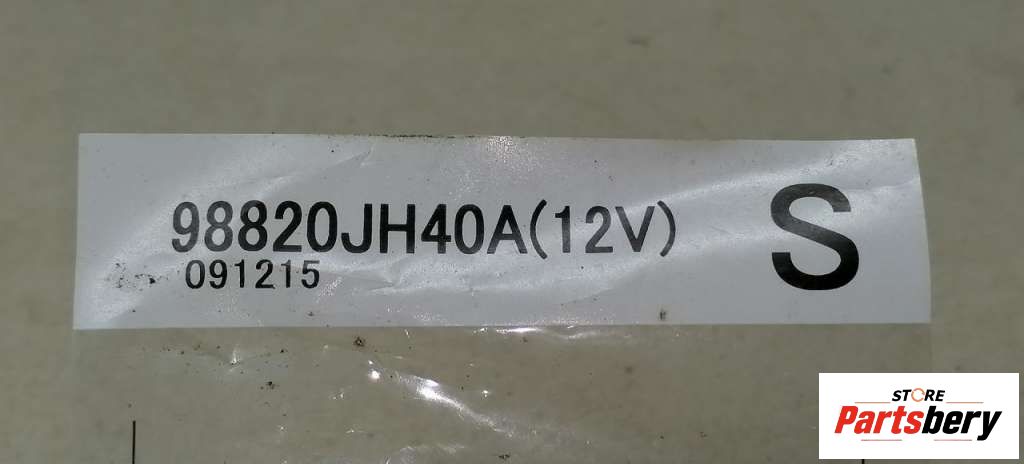 98820JH40A(12V)
091215
S
STORE
Partsbery